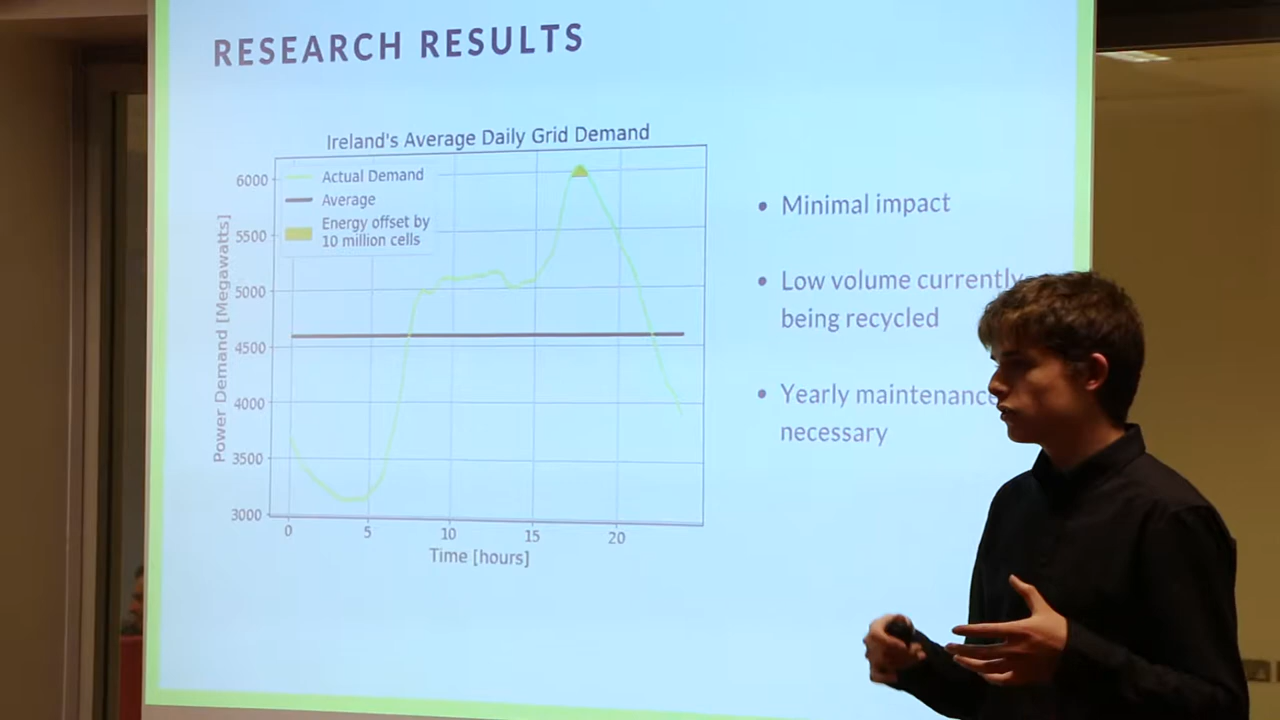 RESEARCH RESULTS
Ireland's Average Daily Grid Demand
Actual Demand
Average
Energy offset by
10 million cells
Power Demand [Megawatts]
6000
5500
5000
4500
4000
3500
3000
0 5 10 15 20
Time [hours]
• Minimal impact
• Low volume currently
being recycled
• Yearly maintenance
necessary